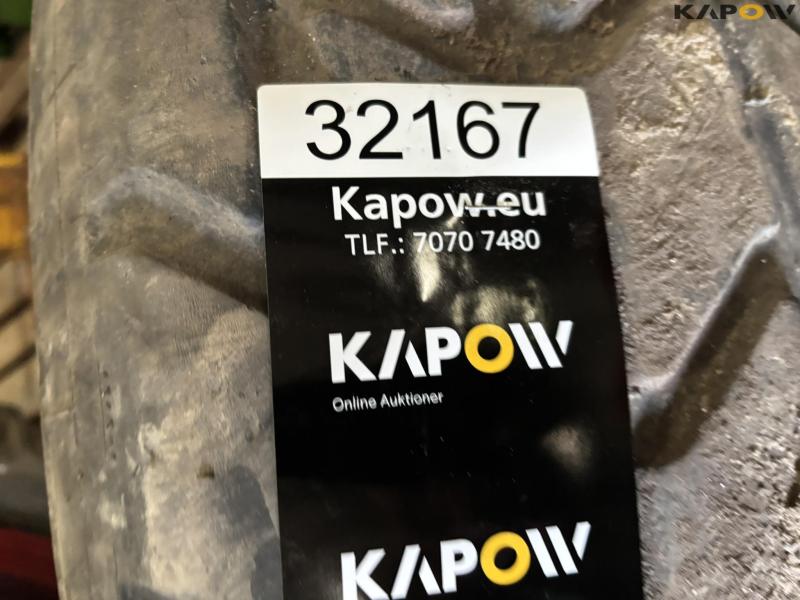 KAPOW
32167
Kapow.eu
TLF.: 7070 7480
KAPOW
Online Auktioner
KAPOW